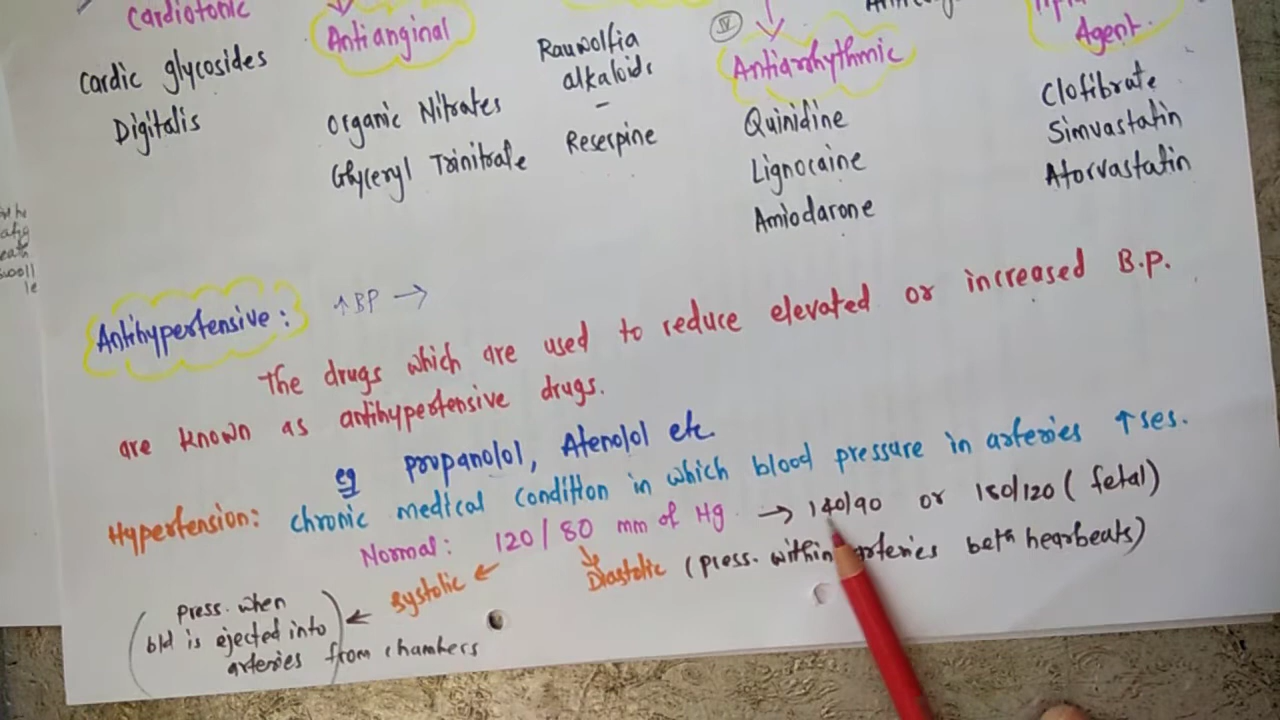 Cardiotonic
Cardic glycosides
Digitalis
Antianginal
Organic Nitrates
Glyceryl Trinitrate
Rauwolfia
alkaloids
–
Reserpine
IV
Antiarrhythmic
Quinidine
Lignocaine
Amiodarone
Agent
Clofibrate
Simvastatin
Atorvastatin
Antihypertensive: ↑BP →
The drugs which are used to reduce elevated or increased B.P.
are known as antihypertensive drugs.
eg propanolol, Atenolol etc.
Hypertension: chronic medical condition in which blood pressure in arteries ↑ses.
Normal: 120/80 mm of Hg → 140/90 or 180/120 (fetal)
Systolic ← Diastolic (press. within arteries betn hearbeats)
(press. when
bld is ejected into
arteries from chambers) ←